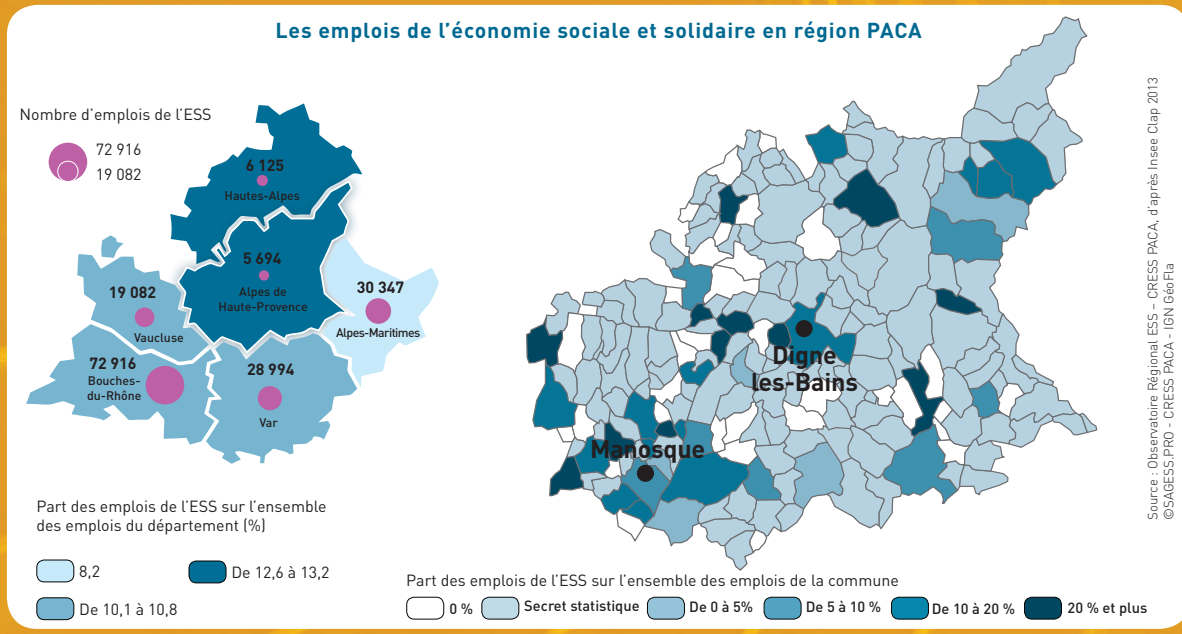 Les emplois de l'économie sociale et solidaire en région PACA
Nombre d'emplois de l'ESS
72 916
19 082
6 125
Hautes-Alpes
5 694
Alpes de
Haute-Provence
19 082
Vaucluse
30 347
Alpes-Maritimes
72 916
Bouches-
du-Rhône
28 994
Var
Part des emplois de l'ESS sur l'ensemble
des emplois du département (%)
8,2
De 12,6 à 13,2
De 10,1 à 10,8
Digne
les-Bains
Manosque
Part des emplois de l'ESS sur l'ensemble des emplois de la commune
0 %
Secret statistique
De 0 à 5%
De 5 à 10 %
De 10 à 20 %
20 % et plus
Source : Observatoire Régional ESS – CRESS PACA, d'après Insee Clap 2013
©SAGESS.PRO - CRESS PACA - IGN GéoFla